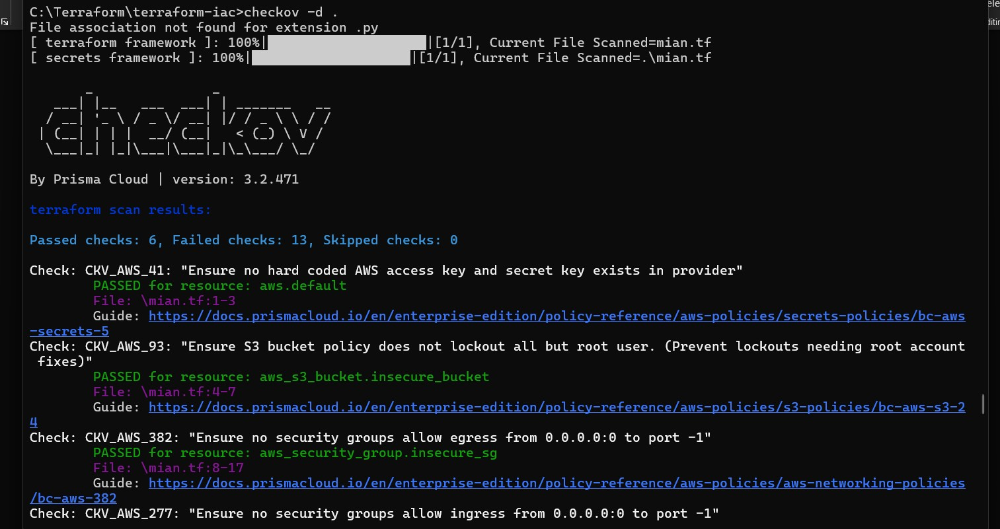 C:\Terraform\terraform-iac>checkov -d .
File association not found for extension .py
[ terraform framework ]: 100%|████████████████████|[1/1], Current File Scanned=mian.tf
[ secrets framework ]: 100%|████████████████████|[1/1], Current File Scanned=.\mian.tf
       _               _
   ___| |__   ___  ___| | _______   __
  / __| '_ \ / _ \/ __| |/ / _ \ \ / /
 | (__| | | |  __/ (__|   < (_) \ V /
  \___|_| |_|\___|\___|_|\_\___/ \_/
By Prisma Cloud | version: 3.2.471
terraform scan results:
Passed checks: 6, Failed checks: 13, Skipped checks: 0
Check: CKV_AWS_41: "Ensure no hard coded AWS access key and secret key exists in provider"
PASSED for resource: aws.default
File: \mian.tf:1-3
Guide: https://docs.prismacloud.io/en/enterprise-edition/policy-reference/aws-policies/secrets-policies/bc-aws
-secrets-5
Check: CKV_AWS_93: "Ensure S3 bucket policy does not lockout all but root user. (Prevent lockouts needing root account
fixes)"
PASSED for resource: aws_s3_bucket.insecure_bucket
File: \mian.tf:4-7
Guide: https://docs.prismacloud.io/en/enterprise-edition/policy-reference/aws-policies/s3-policies/bc-aws-s3-2
4
Check: CKV_AWS_382: "Ensure no security groups allow egress from 0.0.0.0:0 to port -1"
PASSED for resource: aws_security_group.insecure_sg
File: \mian.tf:8-17
Guide: https://docs.prismacloud.io/en/enterprise-edition/policy-reference/aws-policies/aws-networking-policies
/bc-aws-382
Check: CKV_AWS_277: "Ensure no security groups allow ingress from 0.0.0.0:0 to port -1"